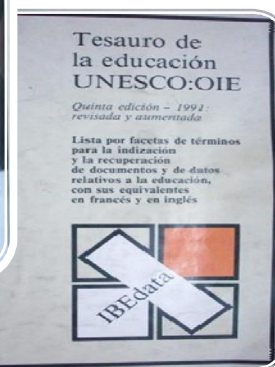 Tesauro de
la educación
UNESCO:OIE
Quinta edición – 1991:
revisada y aumentada
Lista por facetas de términos
para la indización
y la recuperación
de documentos y de datos
relativos a la educación,
con sus equivalentes
en francés y en inglés
IBEdata